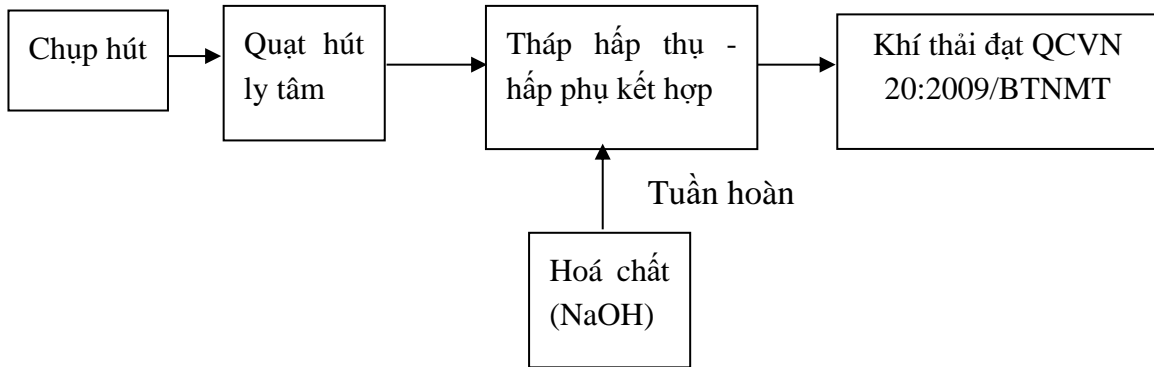 Chụp hút
Quạt hút
ly tâm
Tháp hấp thụ -
hấp phụ kết hợp
Khí thải đạt QCVN
20:2009/BTNMT
Tuần hoàn
Hoá chất
(NaOH)